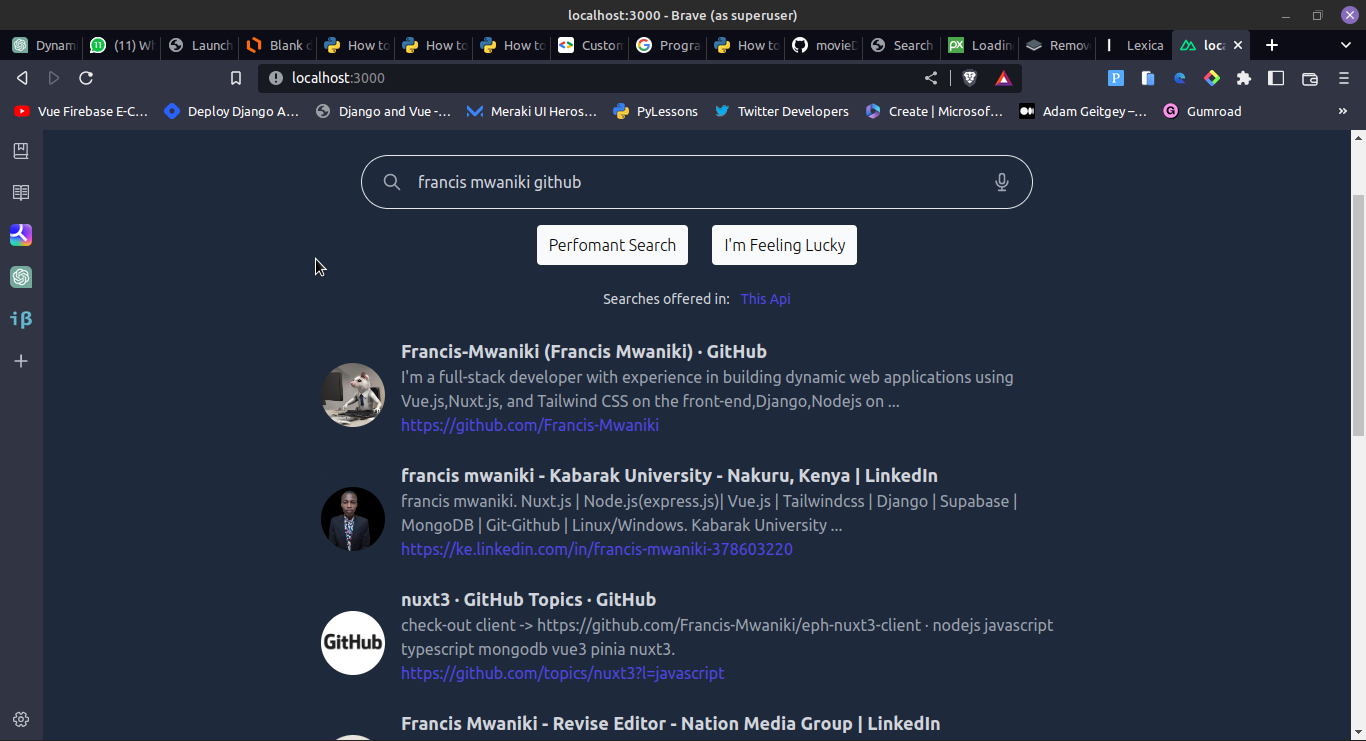 localhost:3000 - Brave (as superuser)
Dynam
(11) Wh
Launch
Blank d
How to
How to
How to
Custom
Progra
How to
movieD
Search
Loadin
Remov
Lexica
loc
localhost:3000
Vue Firebase E-C...
Deploy Django A...
Django and Vue -...
Meraki UI Heros...
PyLessons
Twitter Developers
Create | Microsof...
Adam Geitgey –...
Gumroad
»
francis mwaniki github
Perfomant Search
I'm Feeling Lucky
Searches offered in: This Api
Francis-Mwaniki (Francis Mwaniki) · GitHub
I'm a full-stack developer with experience in building dynamic web applications using
Vue.js,Nuxt.js, and Tailwind CSS on the front-end,Django,Nodejs on ...
https://github.com/Francis-Mwaniki
francis mwaniki - Kabarak University - Nakuru, Kenya | LinkedIn
francis mwaniki. Nuxt.js | Node.js(express.js)| Vue.js | Tailwindcss | Django | Supabase |
MongoDB | Git-Github | Linux/Windows. Kabarak University ...
https://ke.linkedin.com/in/francis-mwaniki-378603220
nuxt3 · GitHub Topics · GitHub
GitHub
check-out client -> https://github.com/Francis-Mwaniki/eph-nuxt3-client · nodejs javascript
typescript mongodb vue3 pinia nuxt3.
https://github.com/topics/nuxt3?l=javascript
Francis Mwaniki - Revise Editor - Nation Media Group | LinkedIn